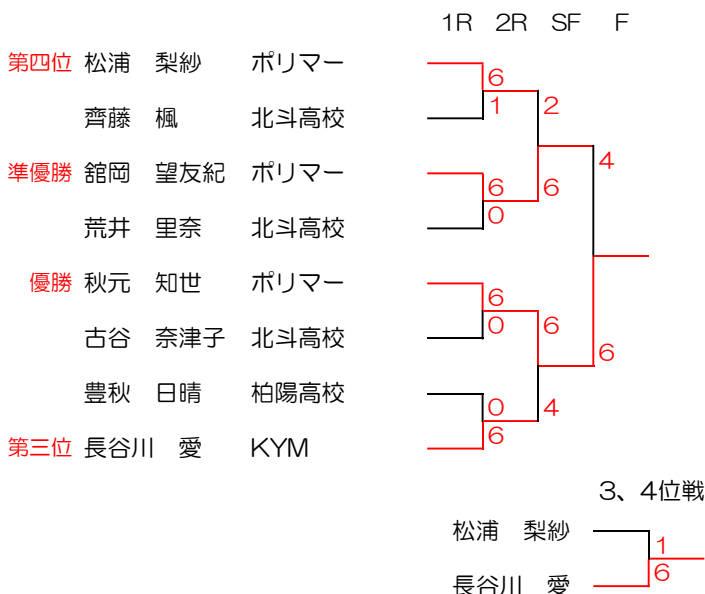 1R 2R SF F
第四位 松浦 梨紗 ポリマー
6
1
2
齊藤 楓 北斗高校
4
準優勝 舘岡 望友紀 ポリマー
6
6
0
荒井 里奈 北斗高校
優勝 秋元 知世 ポリマー
6
0
6
古谷 奈津子 北斗高校
6
豊秋 日晴 柏陽高校
0
4
6
第三位 長谷川 愛 KYM
3、4位戦
松浦 梨紗
1
6
長谷川 愛